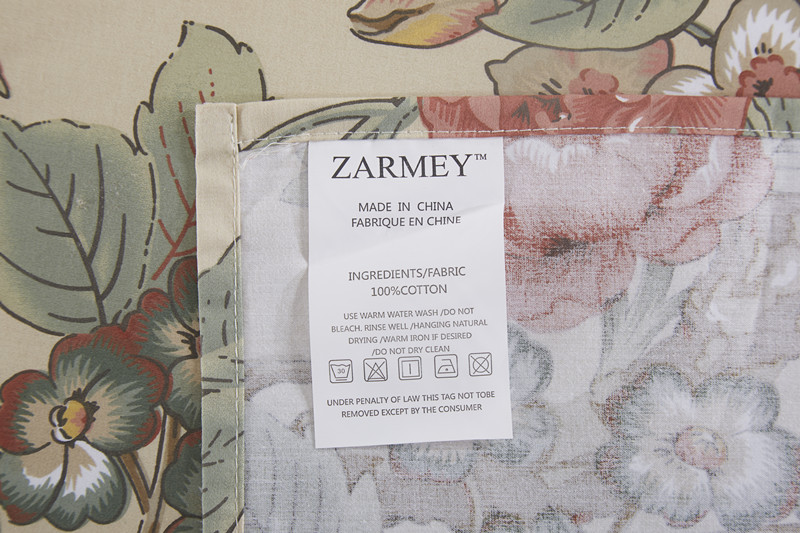 ZARMEY™
MADE IN CHINA
FABRIQUE EN CHINE
INGREDIENTS/FABRIC
100%COTTON
USE WARM WATER WASH /DO NOT
BLEACH. RINSE WELL /HANGING NATURAL
DRYING /WARM IRON IF DESIRED
/DO NOT DRY CLEAN
30
UNDER PENALTY OF LAW THIS TAG NOT TOBE
REMOVED EXCEPT BY THE CONSUMER